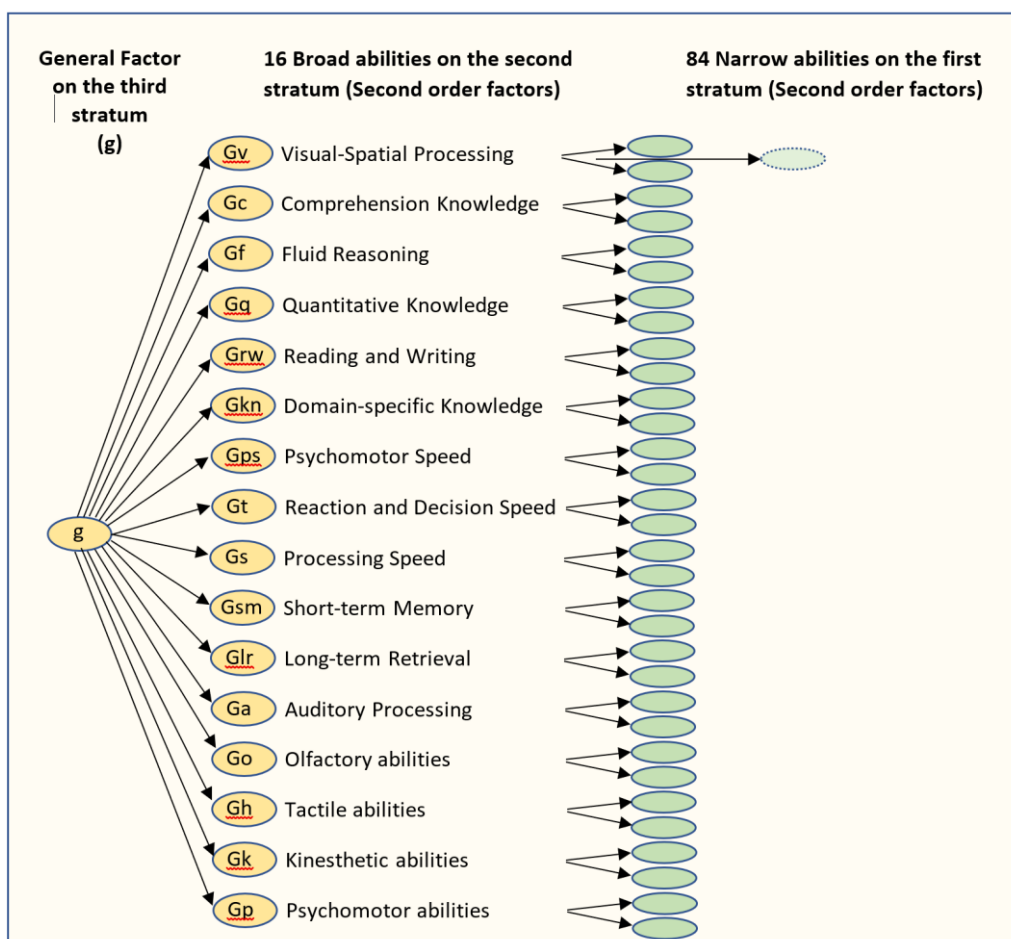 General Factor
on the third
stratum
(g)
16 Broad abilities on the second
stratum (Second order factors)
84 Narrow abilities on the first
stratum (Second order factors)
Gv Visual-Spatial Processing
Gc Comprehension Knowledge
Gf Fluid Reasoning
Gq Quantitative Knowledge
Grw Reading and Writing
Gkn Domain-specific Knowledge
Gps Psychomotor Speed
Gt Reaction and Decision Speed
g
Gs Processing Speed
Gsm Short-term Memory
Glr Long-term Retrieval
Ga Auditory Processing
Go Olfactory abilities
Gh Tactile abilities
Gk Kinesthetic abilities
Gp Psychomotor abilities